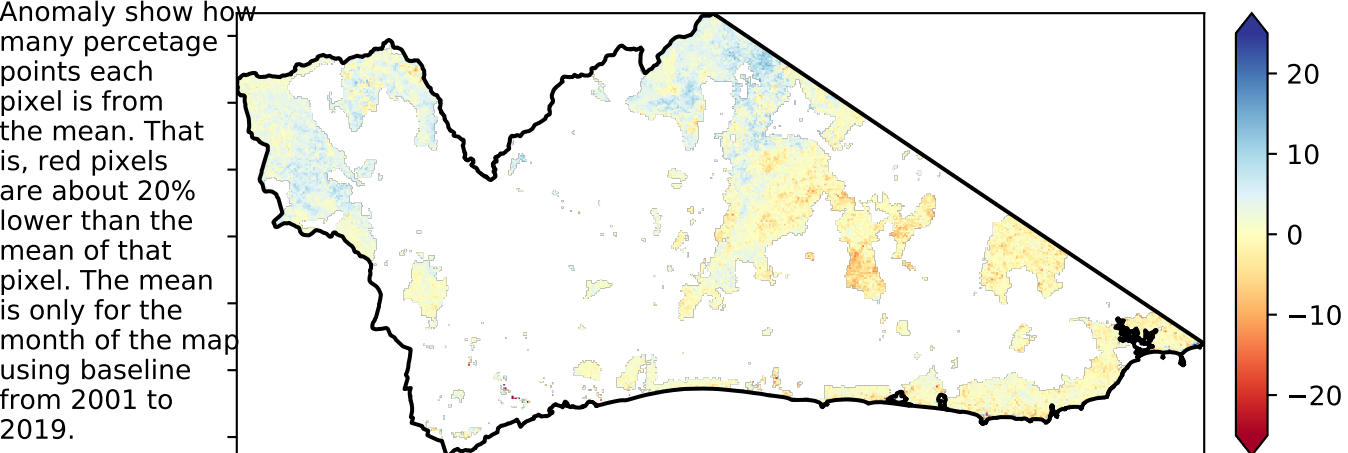 Anomaly show how
many percetage
points each
pixel is from
the mean. That
is, red pixels
are about 20%
lower than the
mean of that
pixel. The mean
is only for the
month of the map
using baseline
from 2001 to
2019.
20
10
0
−10
−20